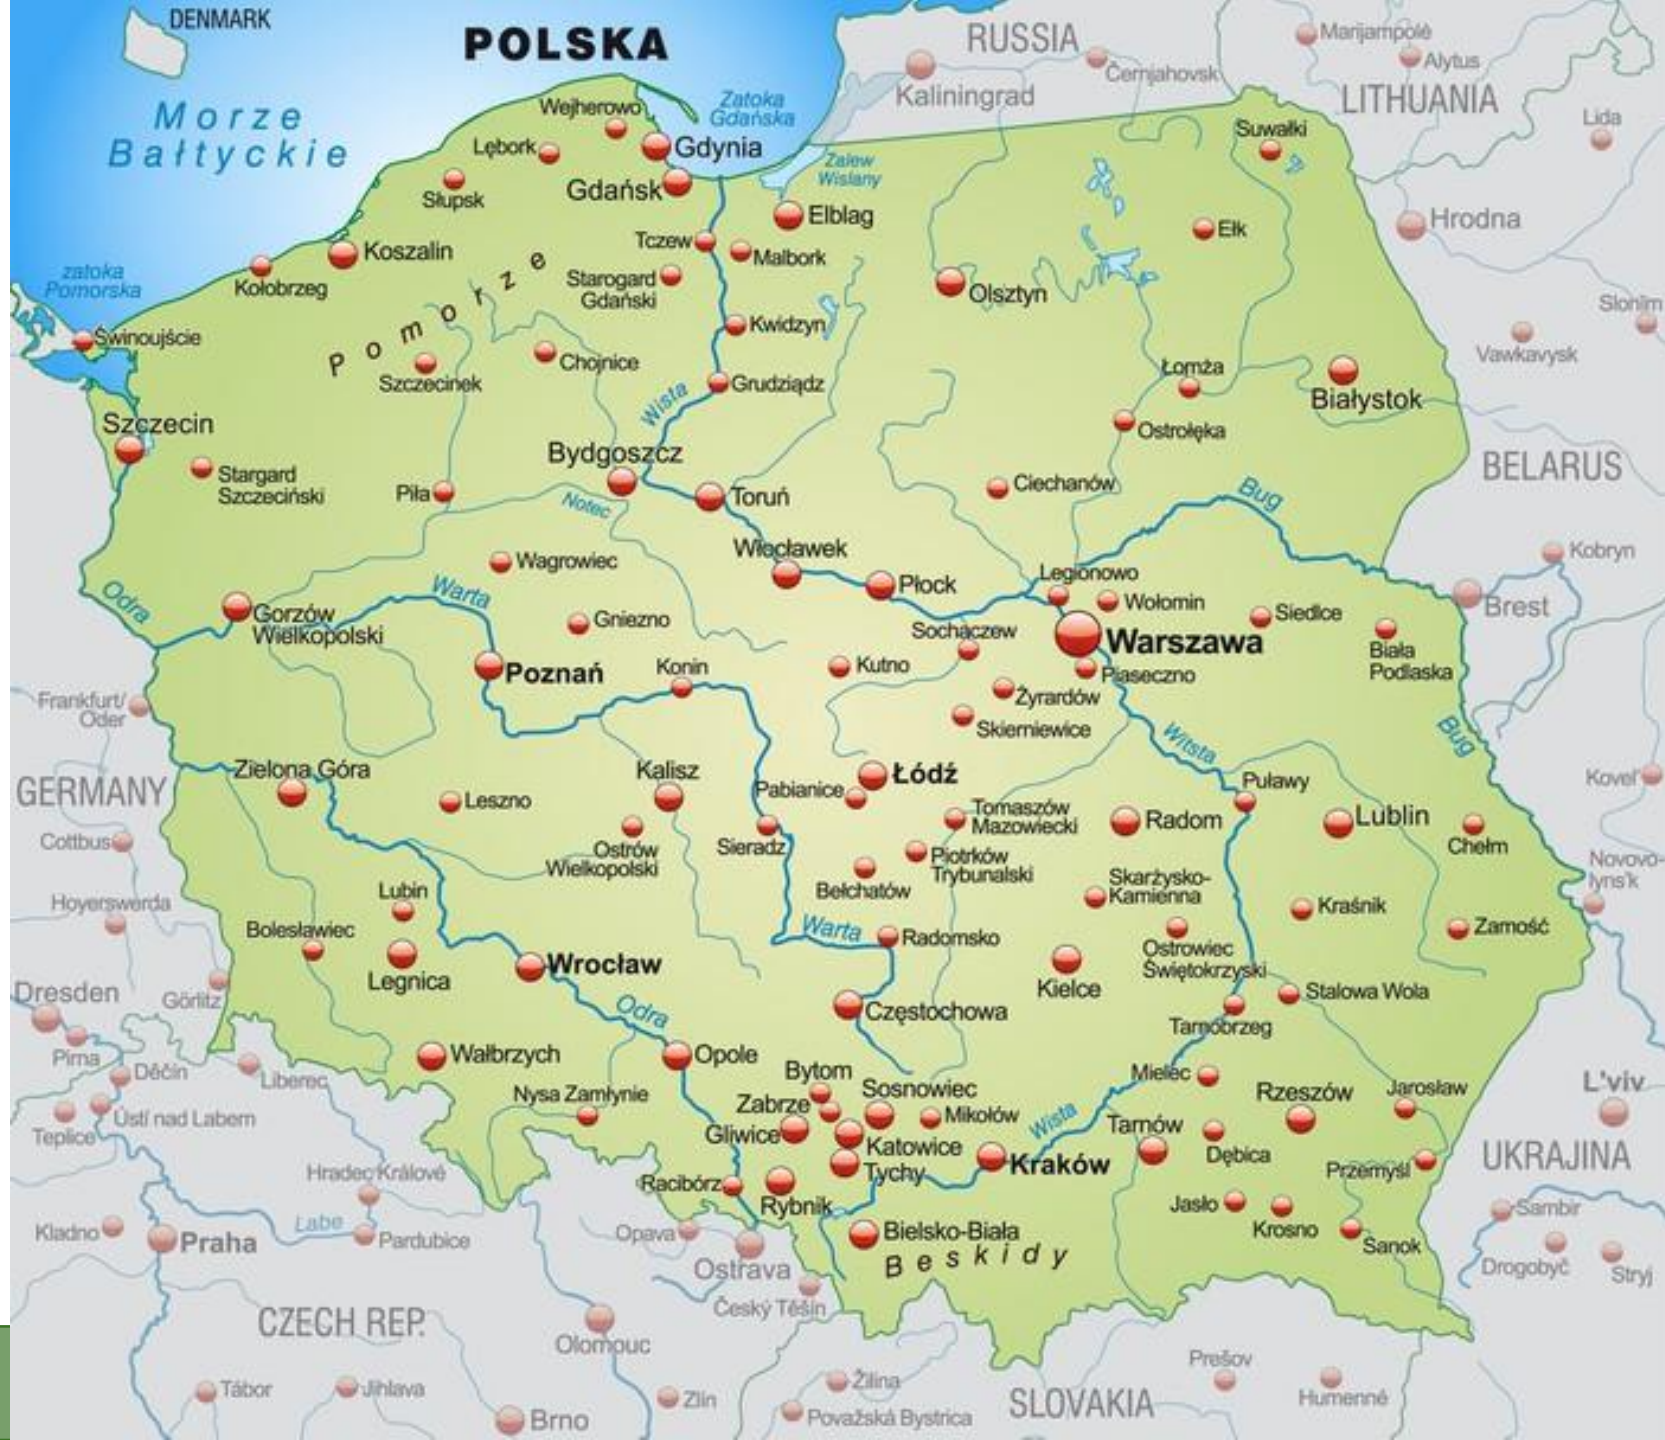 DENMARK
POLSKA
RUSSIA
Marijampolė
Alytus
Černjahovsk
Kaliningrad
LITHUANIA
Lida
Morze
Bałtyckie
Zatoka
Gdańska
Wejherowo
Gdynia
Lębork
Suwałki
Zalew
Wislany
Gdańsk
Słupsk
Elblag
Hrodna
Ełk
Tczew
Malbork
Koszalin
Pomorze
Starogard
Gdański
Kołobrzeg
zatoka
Pomorska
Olsztyn
Slonim
Świnoujście
Kwidzyn
Vawkavysk
Chojnice
Szczecinek
Grudziądz
Łomża
Białystok
Wista
Szczecin
Ostrołęka
Bydgoszcz
BELARUS
Stargard
Szczeciński
Piła
Toruń
Ciechanów
Bug
Notec
Włocławek
Kobryn
Wagrowiec
Legionowo
Płock
Wołomin
Odra
Warta
Brest
Gorzów
Wielkopolski
Gniezno
Siedlce
Sochaczew
Warszawa
Biała
Podlaska
Poznań
Konin
Kutno
Piaseczno
Żyrardów
Frankfurt/
Oder
Skierniewice
Witsta
Bug
GERMANY
Zielona Góra
Kalisz
Łódź
Puławy
Kovel'
Leszno
Pabianice
Tomaszów
Mazowiecki
Radom
Lublin
Cottbus
Ostrów
Wielkopolski
Sieradz
Piotrków
Trybunalski
Chełm
Bełchatów
Novovo-
lyns'k
Hoyerswerda
Lubin
Skarżysko-
Kamienna
Kraśnik
Bolesławiec
Zamość
Warta
Radomsko
Ostrowiec
Świętokrzyski
Wrocław
Legnica
Kielce
Dresden
Görlitz
Stalowa Wola
Odra
Częstochowa
Tarnobrzeg
Pirna
Wałbrzych
Opole
Děčín
Liberec
Bytom
Mielec
L'viv
Nysa Zamłynie
Sosnowiec
Rzeszów
Jarosław
Zabrze
Mikołów
Ústí nad Labem
Teplice
Gliwice
Wista
Tarnów
Katowice
Dębica
UKRAJINA
Kraków
Hradec Králové
Tychy
Przemyśl
Racibórz
Rybnik
Jasło
Krosno
Sambir
Labe
Kladno
Praha
Pardubice
Opava
Bielsko-Biała
Sanok
Beskidy
Ostrava
Drogobyč
Stryj
Český Těšín
CZECH REP.
Olomouc
Prešov
Tábor
Jihlava
Zlín
Žilina
Humenné
SLOVAKIA
Brno
Považská Bystrica